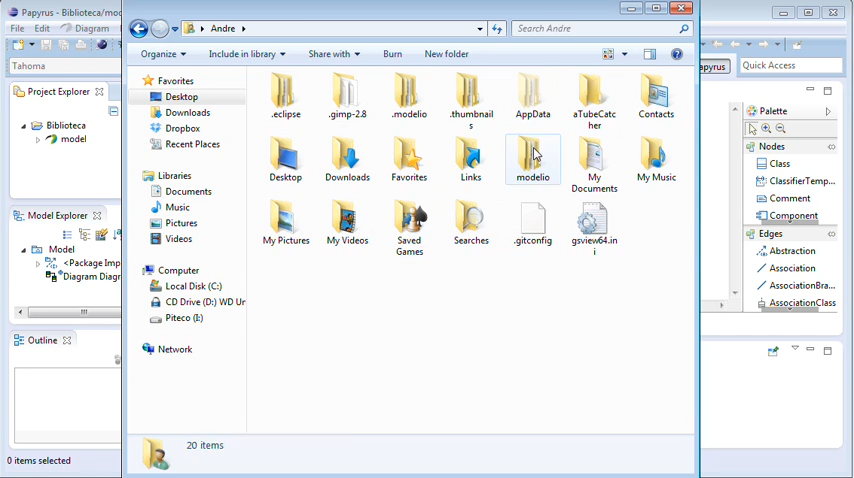 Papyrus - Biblioteca/mod
File Edit Diagram
Tahoma
Project Explorer
Biblioteca
model
Model Explorer
Model
<Package Imp
Diagram Diagr
Outline
0 items selected
Andre
Search Andre
Organize Include in library Share with Burn New folder
Favorites
Desktop
Downloads
Dropbox
Recent Places
Libraries
Documents
Music
Pictures
Videos
Computer
Local Disk (C:)
CD Drive (D:) WD Un
Piteco (I:)
Network
.eclipse .gimp-2.8 .modelio .thumbnail
s AppData aTubeCatc
her Contacts
Desktop Downloads Favorites Links modelio My
Documents My Music
My Pictures My Videos Saved
Games Searches .gitconfig gsview64.in
i
20 items
apyrus Quick Access
Palette
Nodes
Class
ClassifierTemp...
Comment
Component
Edges
Abstraction
Association
AssociationBra...
AssociationClass